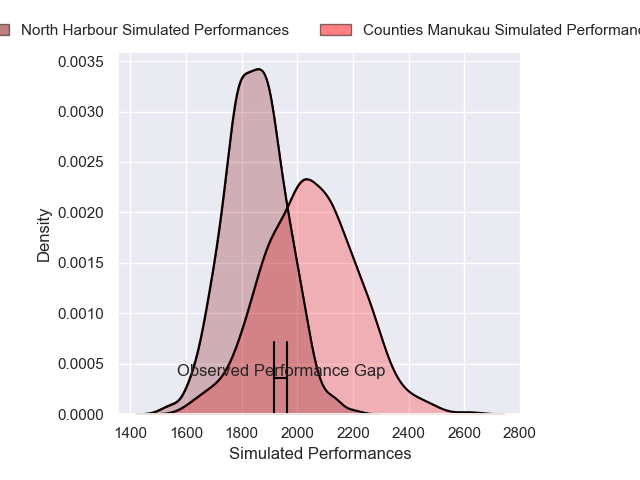 North Harbour Simulated Performances
Counties Manukau Simulated
0.0035
0.0030
0.0025
0.0020
0.0015
0.0010
0.0005
0.0000
Density
Observed Performance Gap
1400 1600 1800 2000 2200 2400 2600 2800
Simulated Performances